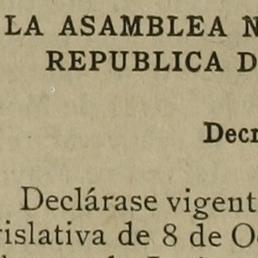 LA ASAMBLEA N
REPUBLICA D
Decr
Declárase vigent
islativa de 8 de Oc